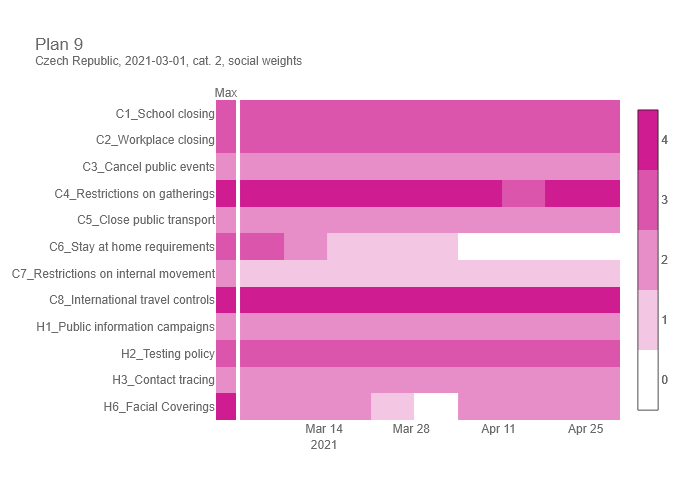 Plan 9
Czech Republic, 2021-03-01, cat. 2, social weights
Max
C1_School closing
C2_Workplace closing
C3_Cancel public events
C4_Restrictions on gatherings
C5_Close public transport
C6_Stay at home requirements
C7_Restrictions on internal movement
C8_International travel controls
H1_Public information campaigns
H2_Testing policy
H3_Contact tracing
H6_Facial Coverings
Mar 14 Mar 28 Apr 11 Apr 25
2021
4
3
2
1
0